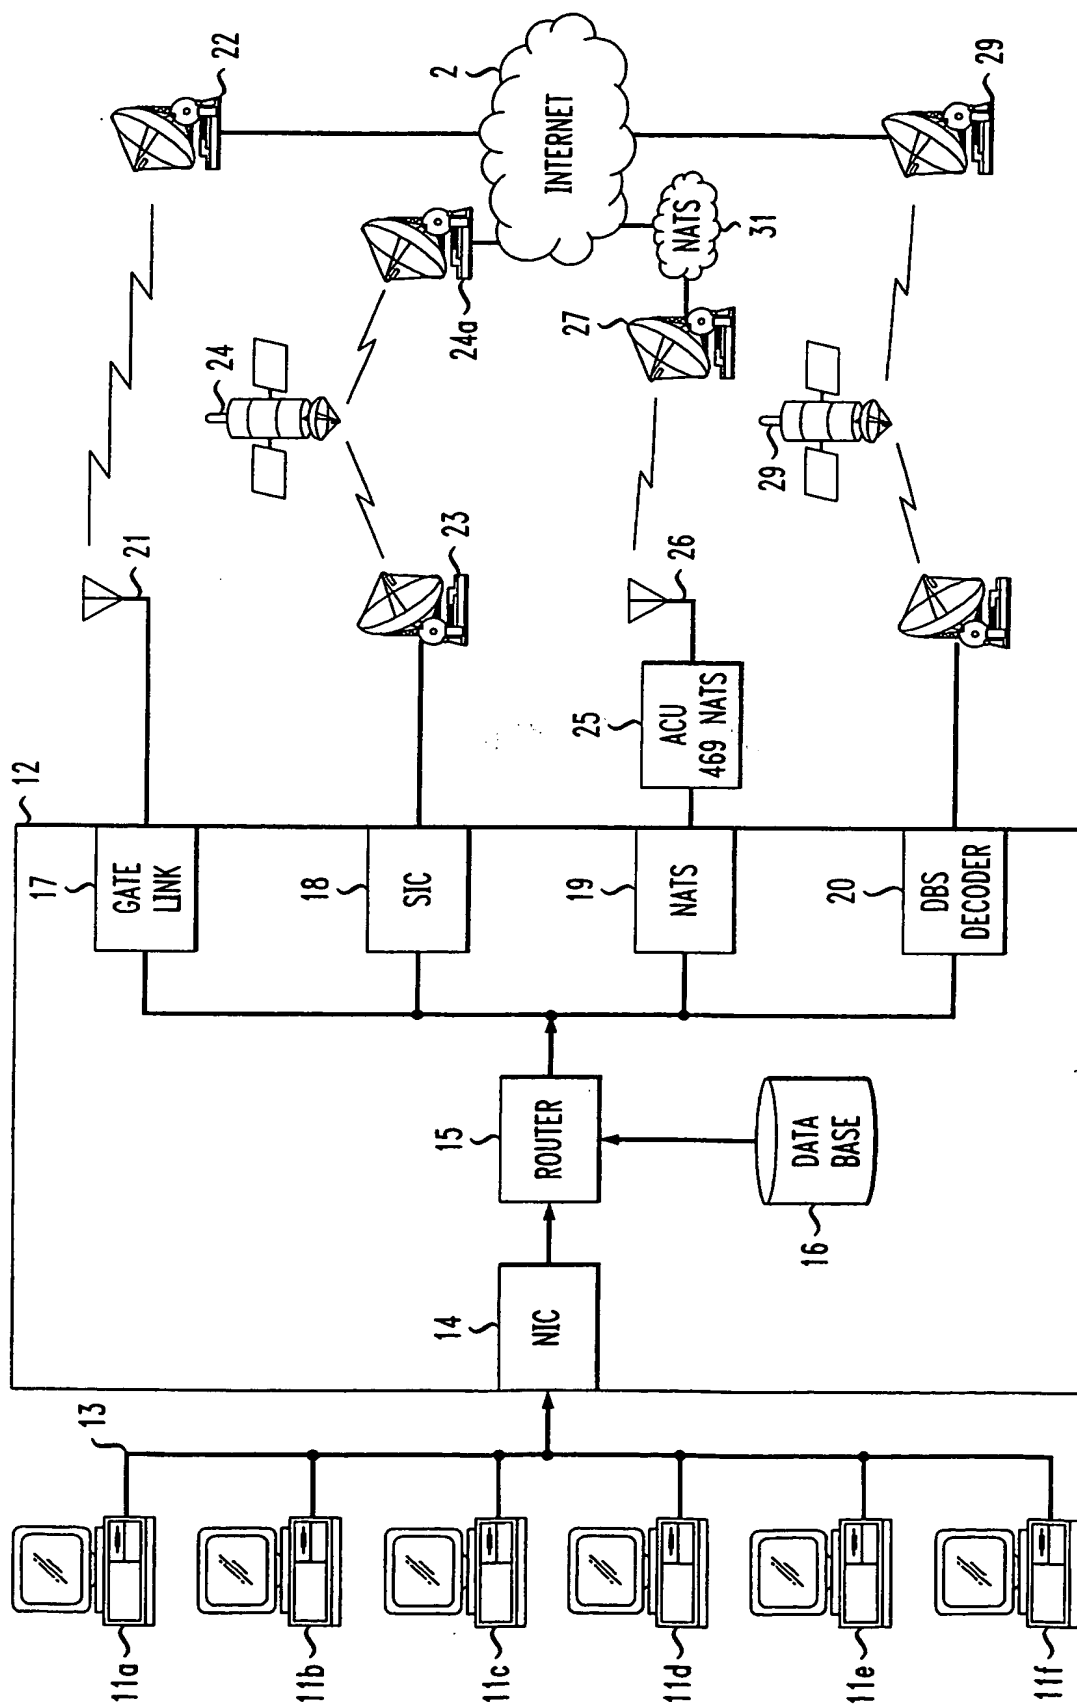 11a
11b
11c
11d
11e
11f
13
12
14
NIC
15
ROUTER
16
DATA
BASE
17
GATE
LINK
18
SIC
19
NATS
20
DBS
DECODER
21
22
23
24
24a
25
ACU
469 NATS
26
27
29
29
2
INTERNET
NATS
31